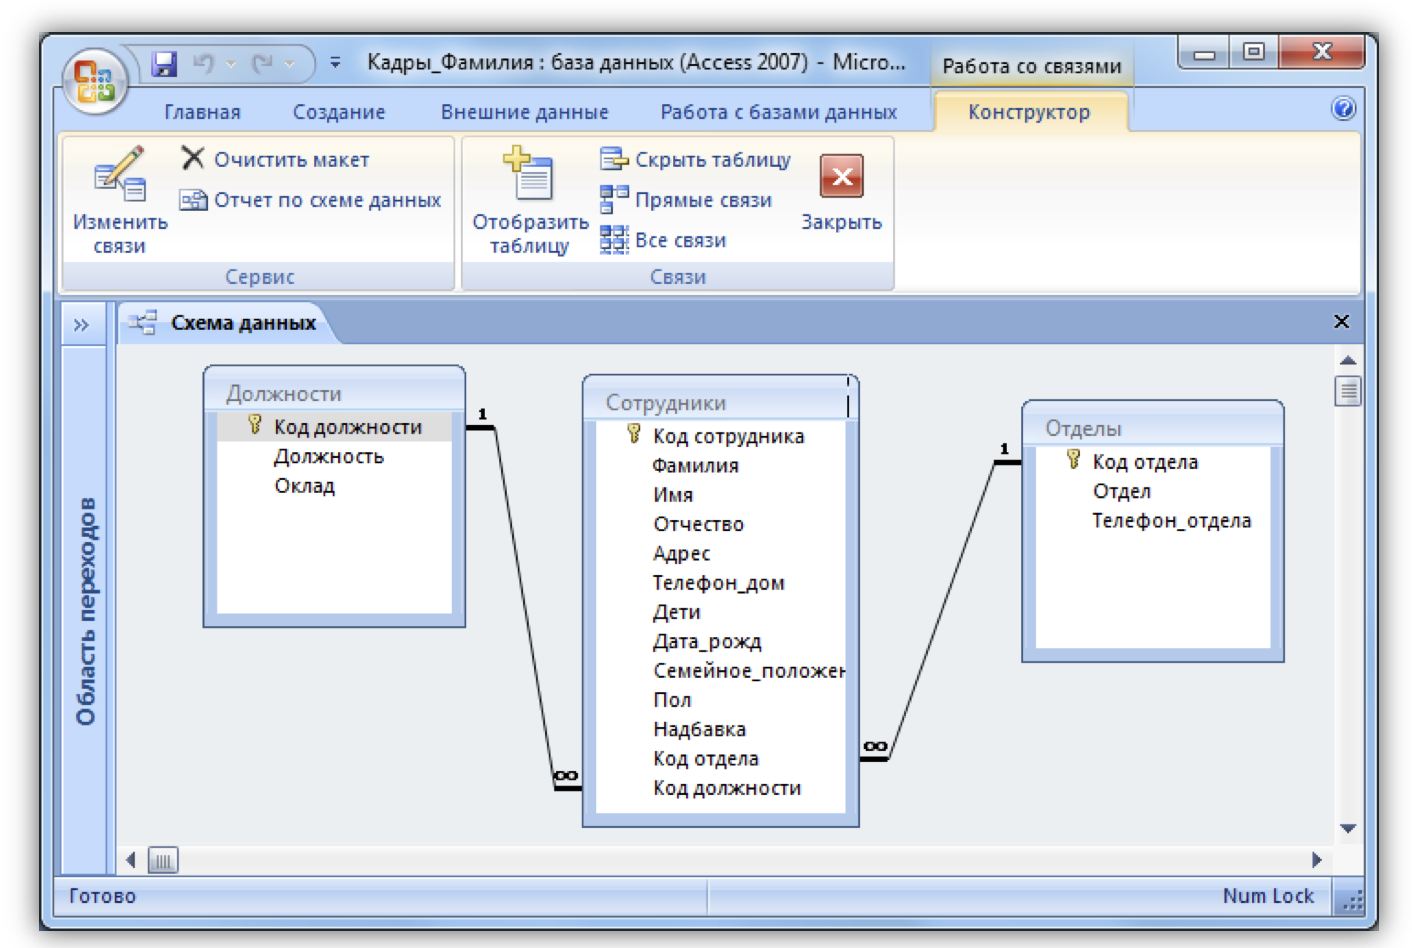 Кадры_Фамилия : база данных (Access 2007) - Micro...
Работа со связями
Главная
Создание
Внешние данные
Работа с базами данных
Конструктор
Изменить
связи
Очистить макет
Отчет по схеме данных
Сервис
Отобразить
таблицу
Скрыть таблицу
Прямые связи
Все связи
Закрыть
Связи
Схема данных
Область переходов
Должности
Код должности
Должность
Оклад
1
∞
Сотрудники
Код сотрудника
Фамилия
Имя
Отчество
Адрес
Телефон_дом
Дети
Дата_рожд
Семейное_положен
Пол
Надбавка
Код отдела
Код должности
∞
1
Отделы
Код отдела
Отдел
Телефон_отдела
Готово
Num Lock